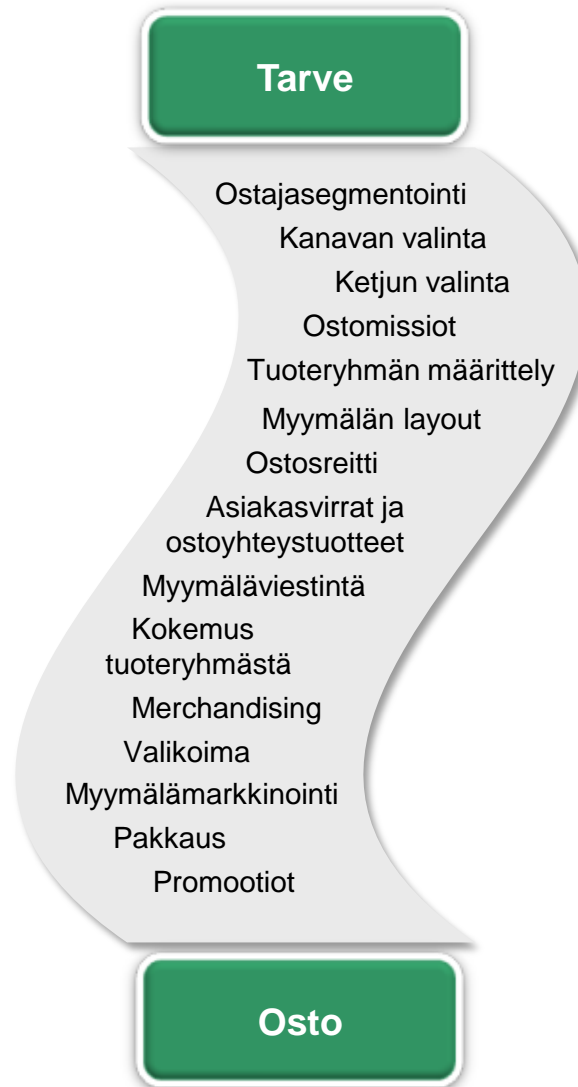 Tarve
Ostajasegmentointi
Kanavan valinta
Ketjun valinta
Ostomissiot
Tuoteryhmän määrittely
Myymälän layout
Ostosreitti
Asiakasvirrat ja
ostoyhteystuotteet
Myymäläviestintä
Kokemus
tuoteryhmästä
Merchandising
Valikoima
Myymälämarkkinointi
Pakkaus
Promootiot
Osto